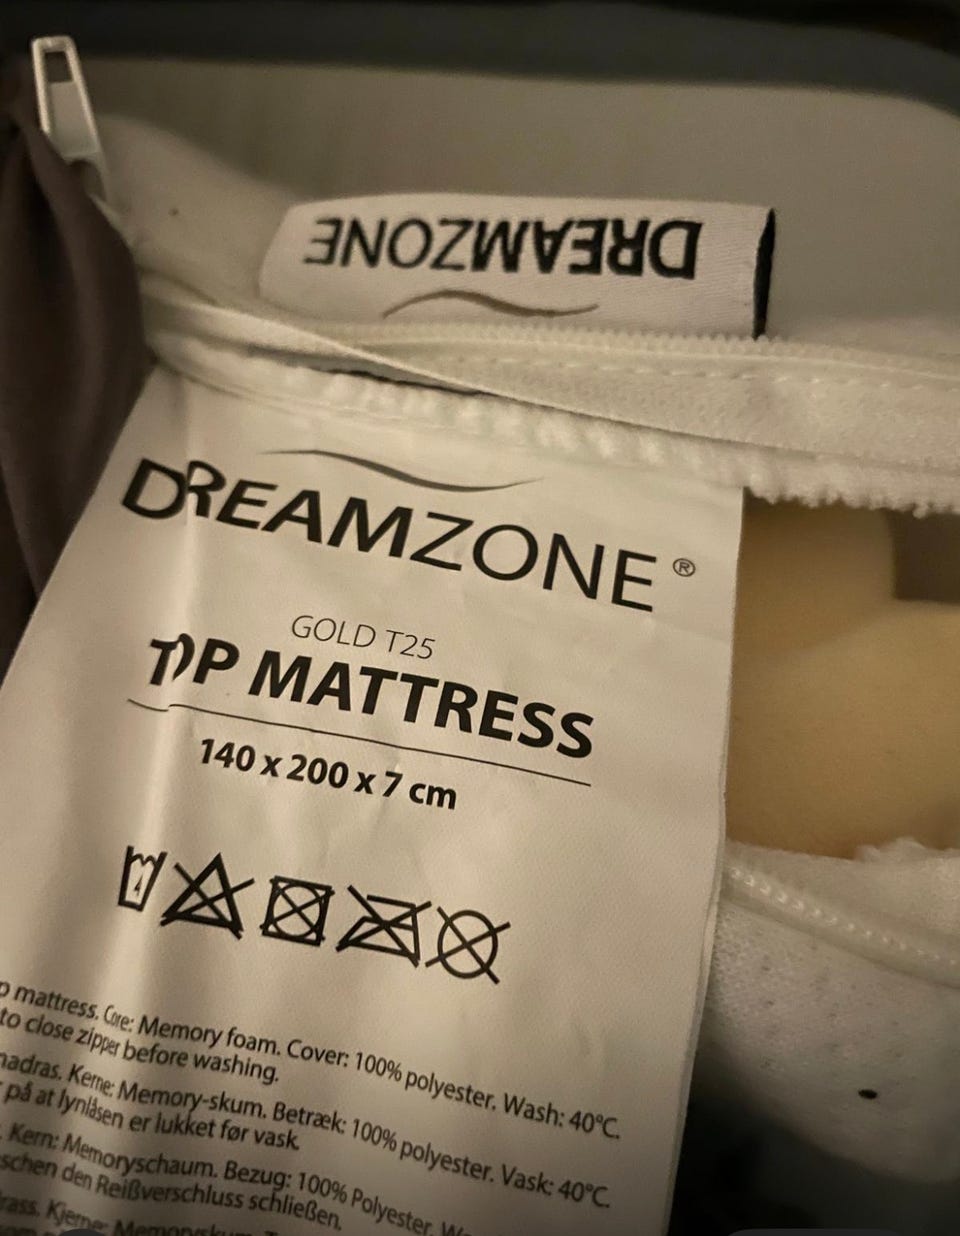 DREAMZONE
DREAMZONE®
GOLD T25
TOP MATTRESS
140 x 200 x 7 cm
mattress. Core: Memory foam. Cover: 100% polyester. Wash: 40°C.
to close zipper before washing.
madras. Kerne: Memory-skum. Betræk: 100% polyester. Vask: 40°C.
på at lynlåsen er lukket før vask.
Kern: Memoryschaum. Bezug: 100% Polyester.
schen den Reißverschluss schließen.
Kjerne: Memoryskum.